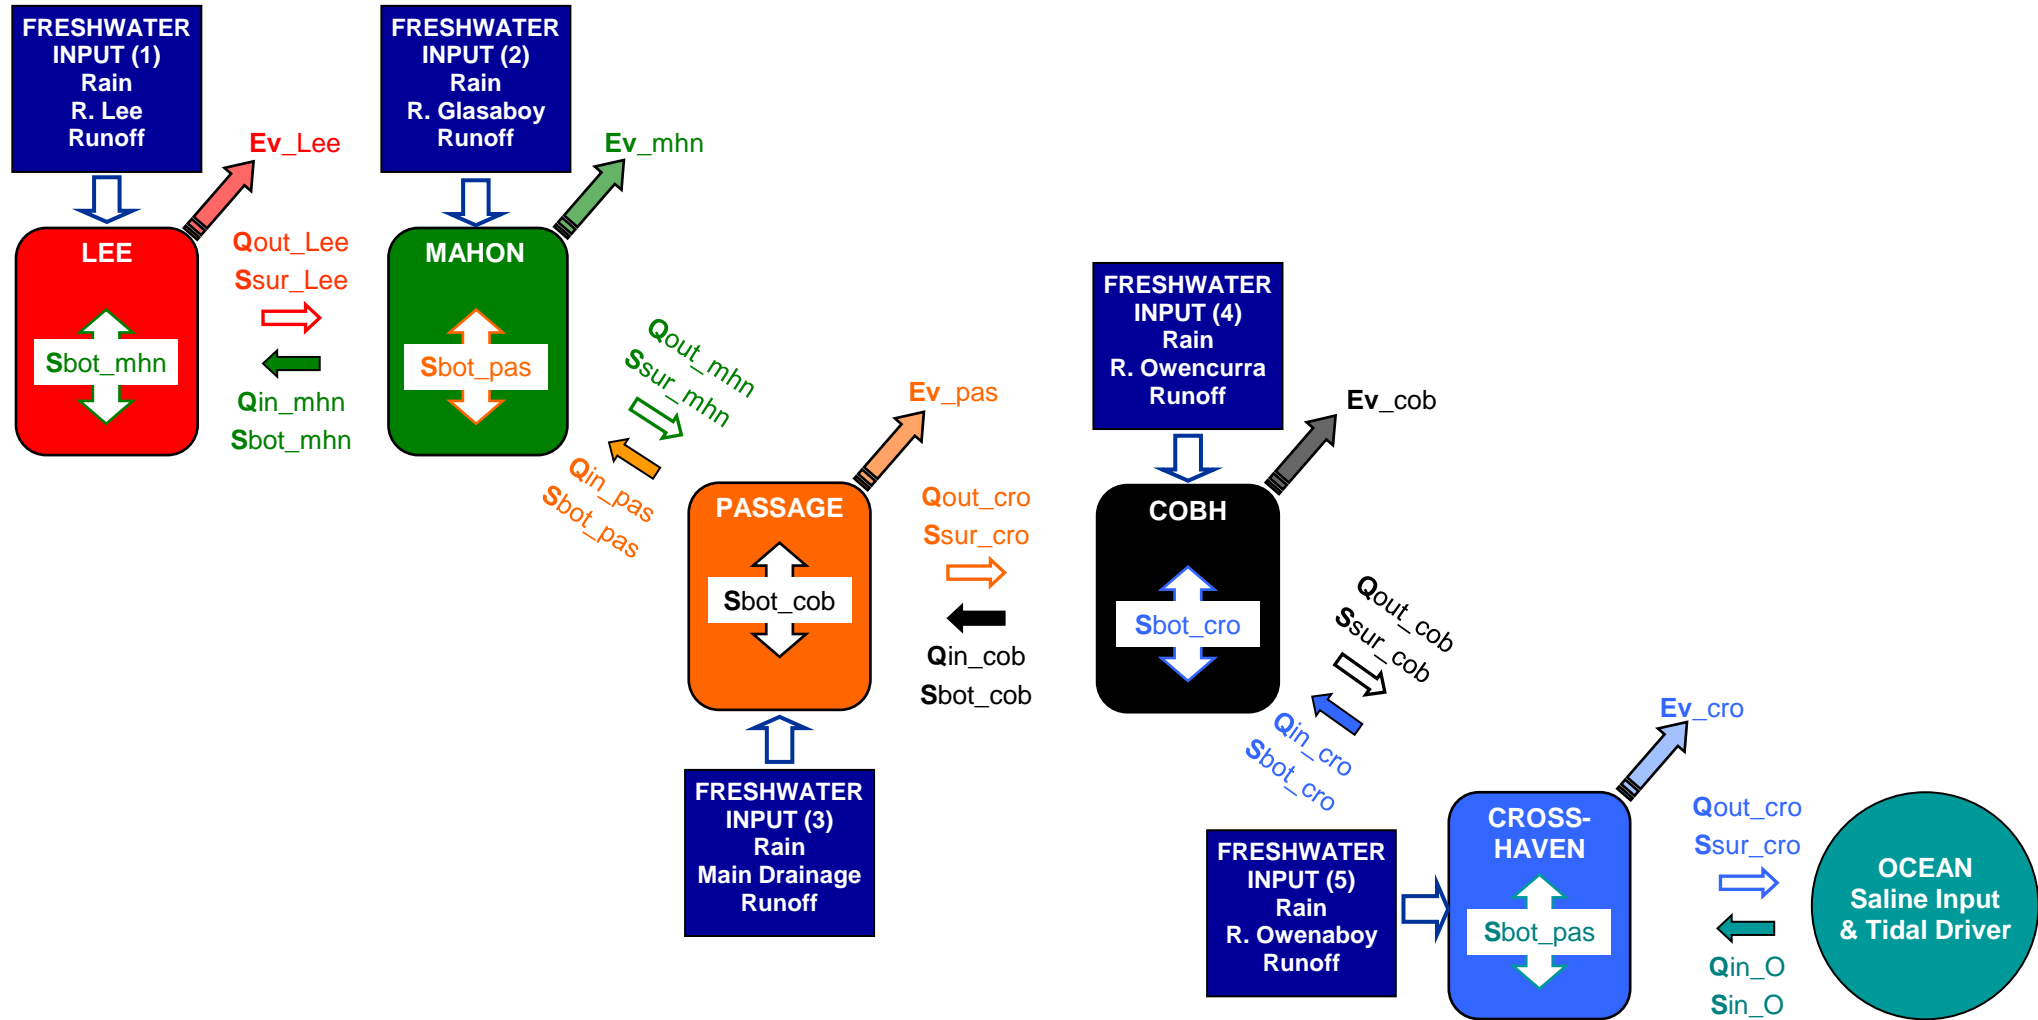 FRESHWATER
INPUT (1)
Rain
R. Lee
Runoff
Ev_Lee
LEE
Sbot_mhn
Qout_Lee
Ssur_Lee
Qin_mhn
Sbot_mhn
FRESHWATER
INPUT (2)
Rain
R. Glasaboy
Runoff
Ev_mhn
MAHON
Sbot_pas
Qout_mhn
Ssur_mhn
Qin_pas
Sbot_pas
Ev_pas
PASSAGE
Sbot_cob
FRESHWATER
INPUT (3)
Rain
Main Drainage
Runoff
Qout_cro
Ssur_cro
Qin_cob
Sbot_cob
FRESHWATER
INPUT (4)
Rain
R. Owencurra
Runoff
Ev_cob
COBH
Sbot_cro
Qout_cob
Ssur_cob
Qin_cro
Sbot_cro
FRESHWATER
INPUT (5)
Rain
R. Owenaboy
Runoff
Ev_cro
CROSS-
HAVEN
Sbot_pas
Qout_cro
Ssur_cro
Qin_O
Sin_O
OCEAN
Saline Input
& Tidal Driver